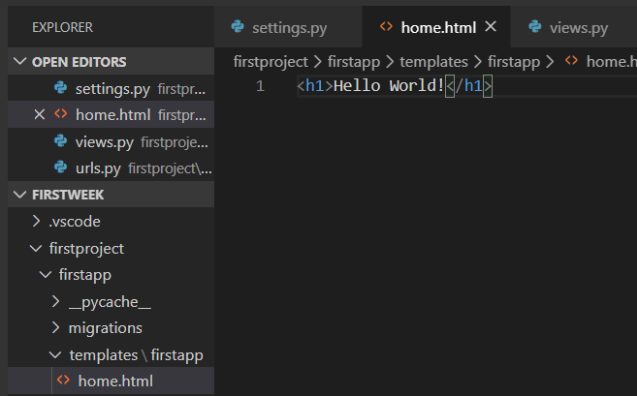 EXPLORER
OPEN EDITORS
settings.py firstpr...
home.html firstpr...
views.py firstproje...
urls.py firstproject\...
FIRSTWEEK
.vscode
firstproject
firstapp
__pycache__
migrations
templates \ firstapp
home.html
settings.py home.html views.py
firstproject > firstapp > templates > firstapp > home.h
1 <h1>Hello World!</h1>